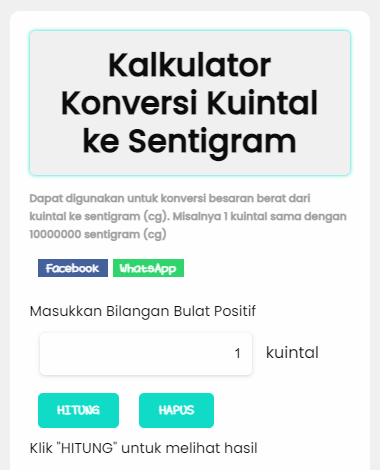 Kalkulator
Konversi Kuintal
ke Sentigram
Dapat digunakan untuk konversi besaran berat dari
kuintal ke sentigram (cg). Misalnya 1 kuintal sama dengan
10000000 sentigram (cg)
Facebook WhatsApp
Masukkan Bilangan Bulat Positif
1 kuintal
HITUNG HAPUS
Klik "HITUNG" untuk melihat hasil